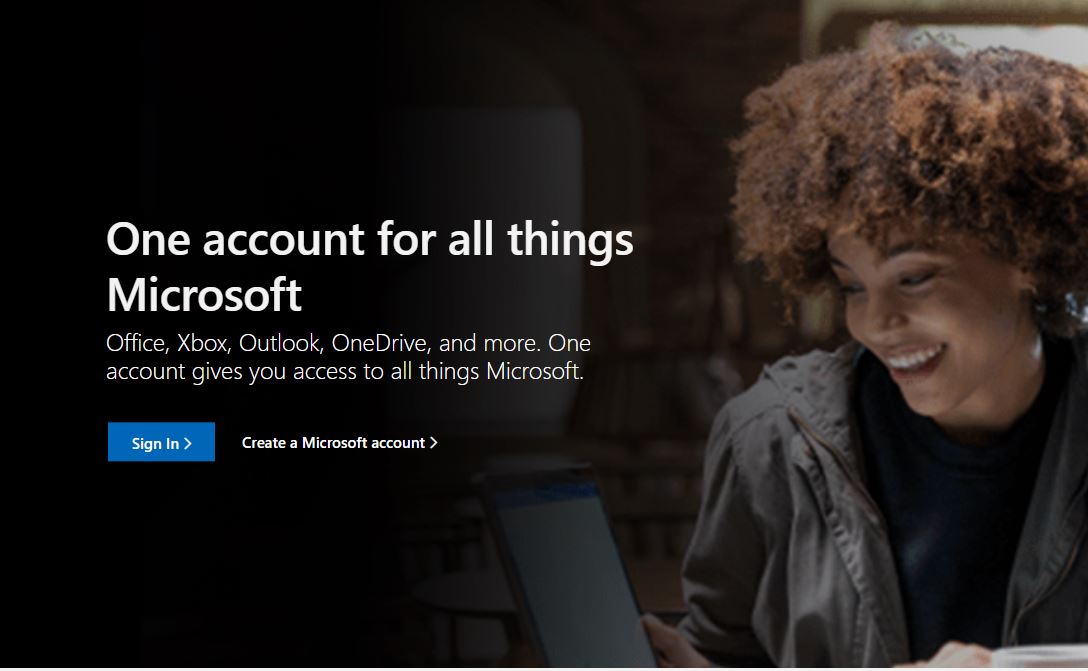 One account for all things
Microsoft
Office, Xbox, Outlook, OneDrive, and more. One
account gives you access to all things Microsoft.
Sign In >
Create a Microsoft account >